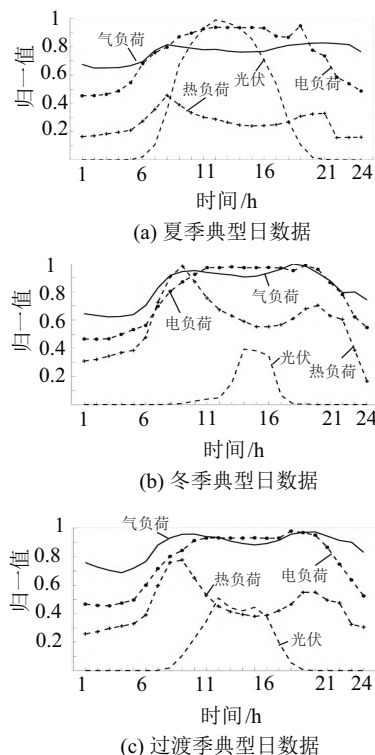 归一值
1
0.8
0.6
0.4
0.2
气负荷
光伏
热负荷
电负荷
1 6 11 16 21 24
时间/h
(a) 夏季典型日数据
归一值
1
0.8
0.6
0.4
0.2
气负荷
电负荷
光伏
热负荷
1 6 11 16 21 24
时间/h
(b) 冬季典型日数据
归一值
1
0.8
0.6
0.4
0.2
气负荷
热负荷
电负荷
光伏
1 6 11 16 21 24
时间/h
(c) 过渡季典型日数据